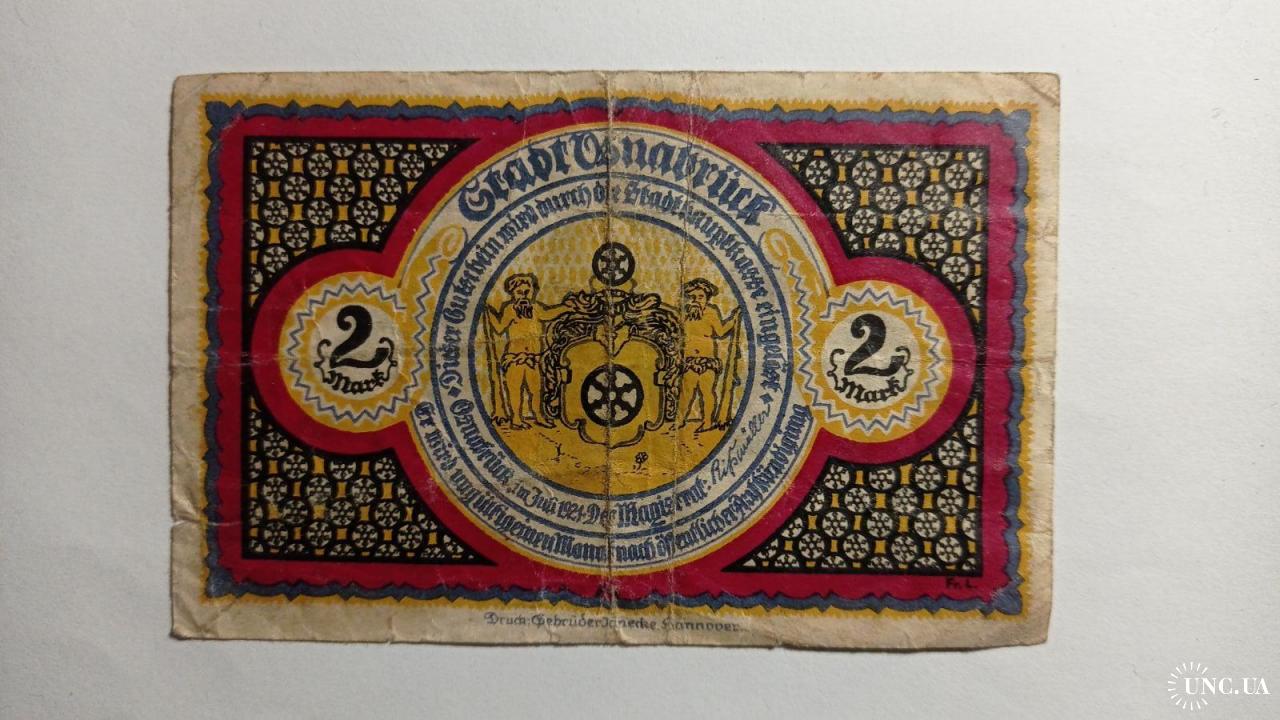 Stadt Osnabrück
Dieser Gutschein wird durch die Stadthauptkasse eingelöst
Osnabrück, im Juli 1921. Der Magistrat:
Er wird ungültig einen Monat nach öffentlicher Aufkündigung
2
Mark
2
Mark
Fr. L.
Druck: Gebrüder Jänecke, Hannover.
UNC.UA